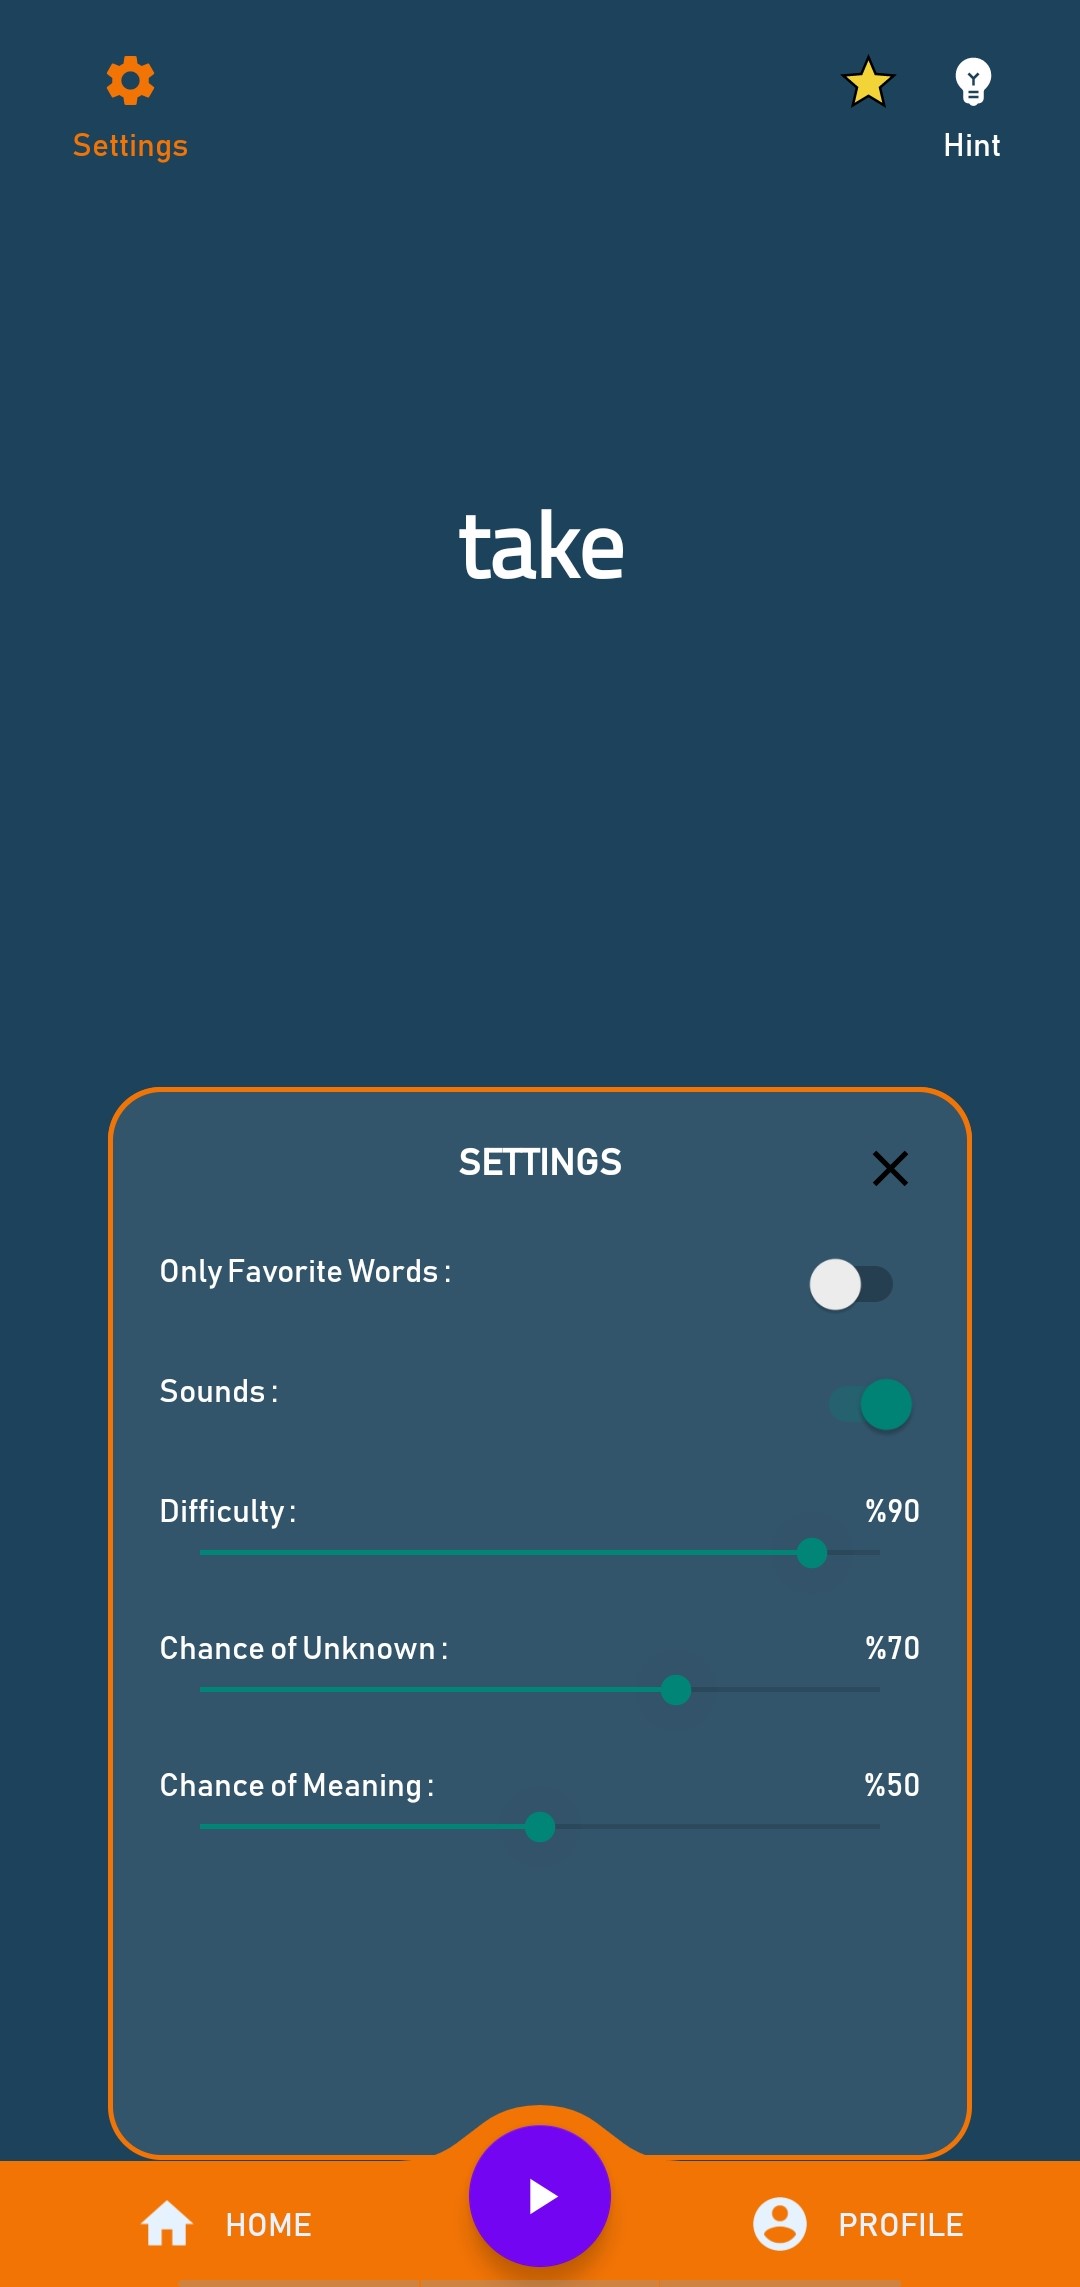 Settings
Hint
take
SETTINGS
Only Favorite Words :
Sounds :
Difficulty : %90
Chance of Unknown : %70
Chance of Meaning : %50
HOME PROFILE